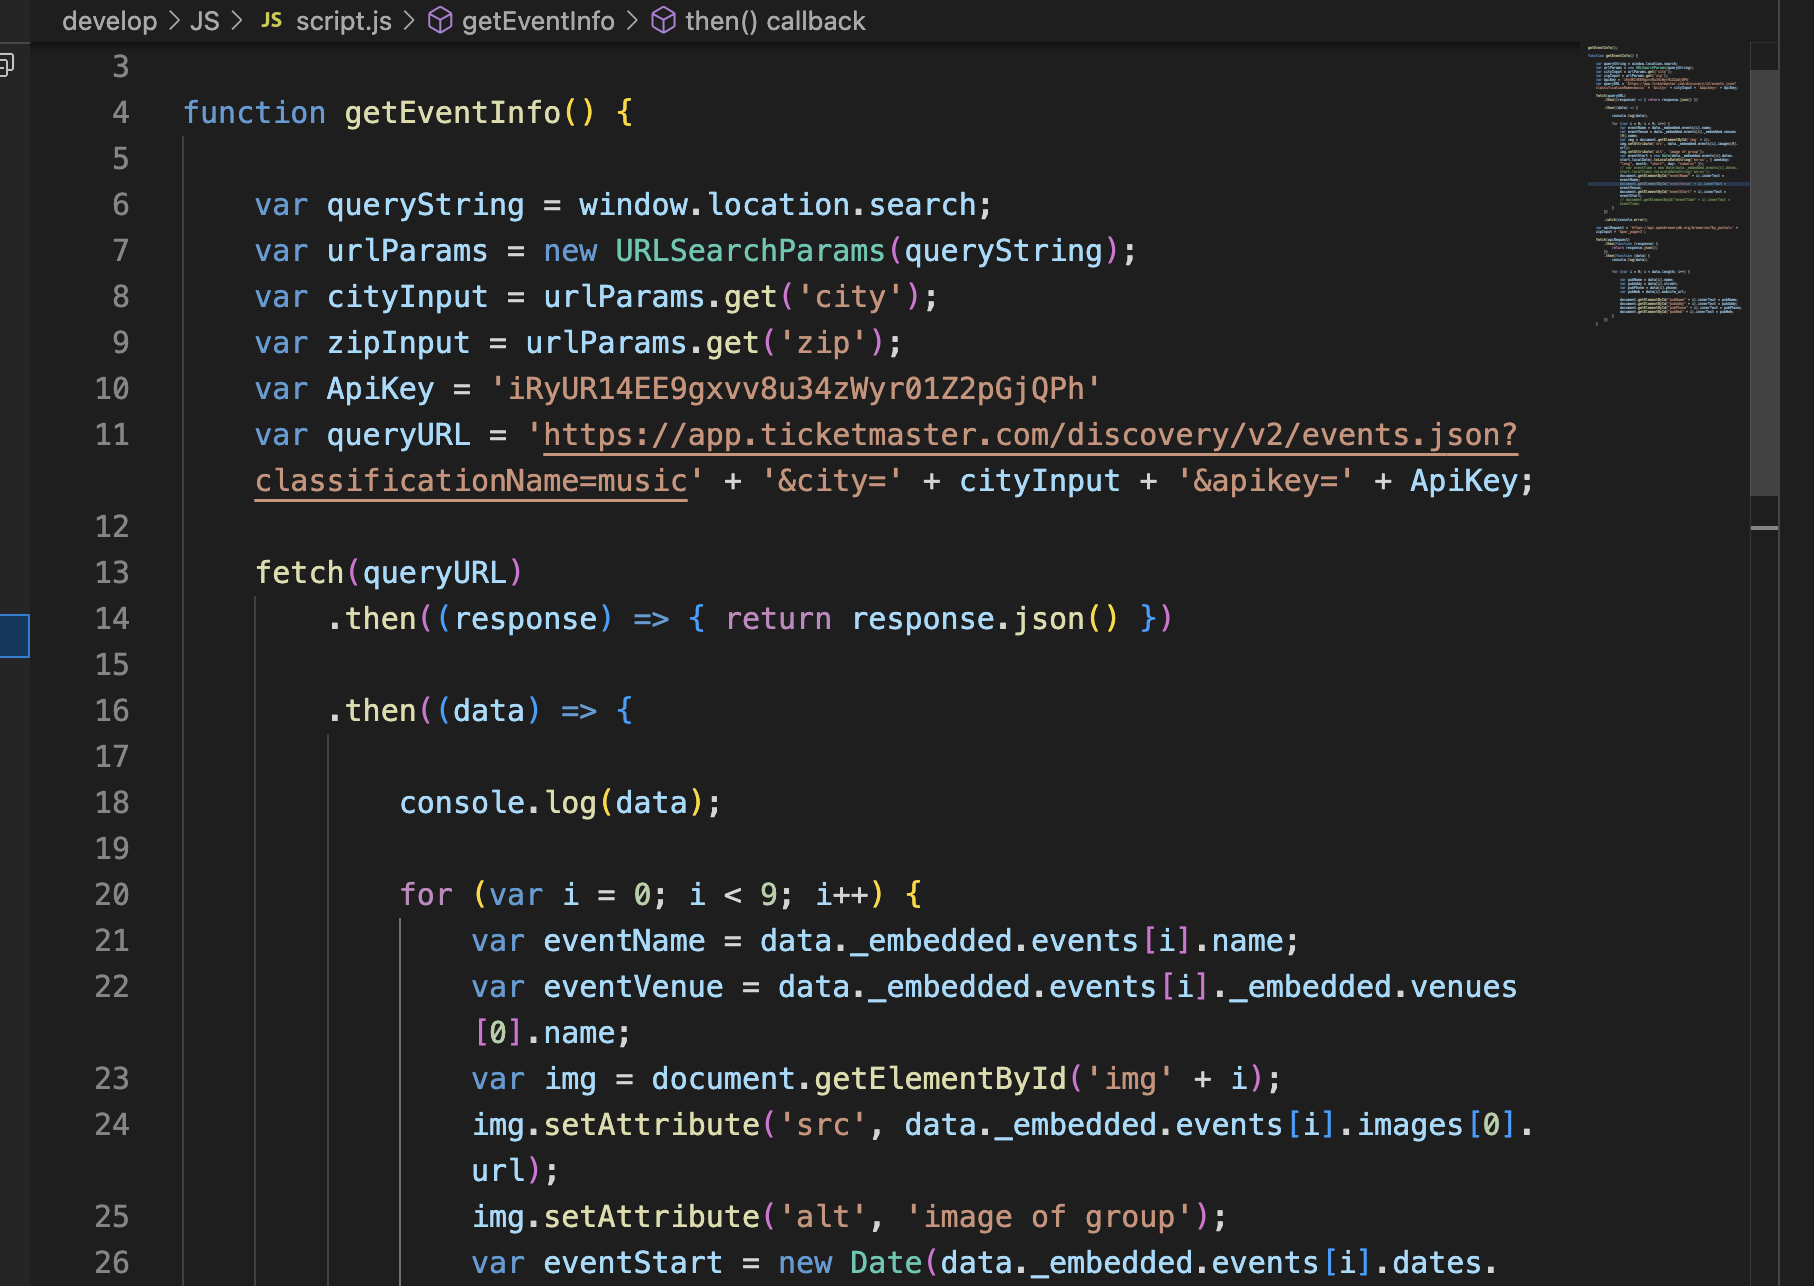 develop > JS > JS script.js > getEventInfo > then() callback
3
4 function getEventInfo() {
5
6 var queryString = window.location.search;
7 var urlParams = new URLSearchParams(queryString);
8 var cityInput = urlParams.get('city');
9 var zipInput = urlParams.get('zip');
10 var ApiKey = 'iRyUR14EE9gxvv8u34zWyr01Z2pGjQPh'
11 var queryURL = 'https://app.ticketmaster.com/discovery/v2/events.json?
classificationName=music' + '&city=' + cityInput + '&apikey=' + ApiKey;
12
13 fetch(queryURL)
14 .then((response) => { return response.json() })
15
16 .then((data) => {
17
18 console.log(data);
19
20 for (var i = 0; i < 9; i++) {
21 var eventName = data._embedded.events[i].name;
22 var eventVenue = data._embedded.events[i]._embedded.venues
[0].name;
23 var img = document.getElementById('img' + i);
24 img.setAttribute('src', data._embedded.events[i].images[0].
url);
25 img.setAttribute('alt', 'image of group');
26 var eventStart = new Date(data._embedded.events[i].dates.